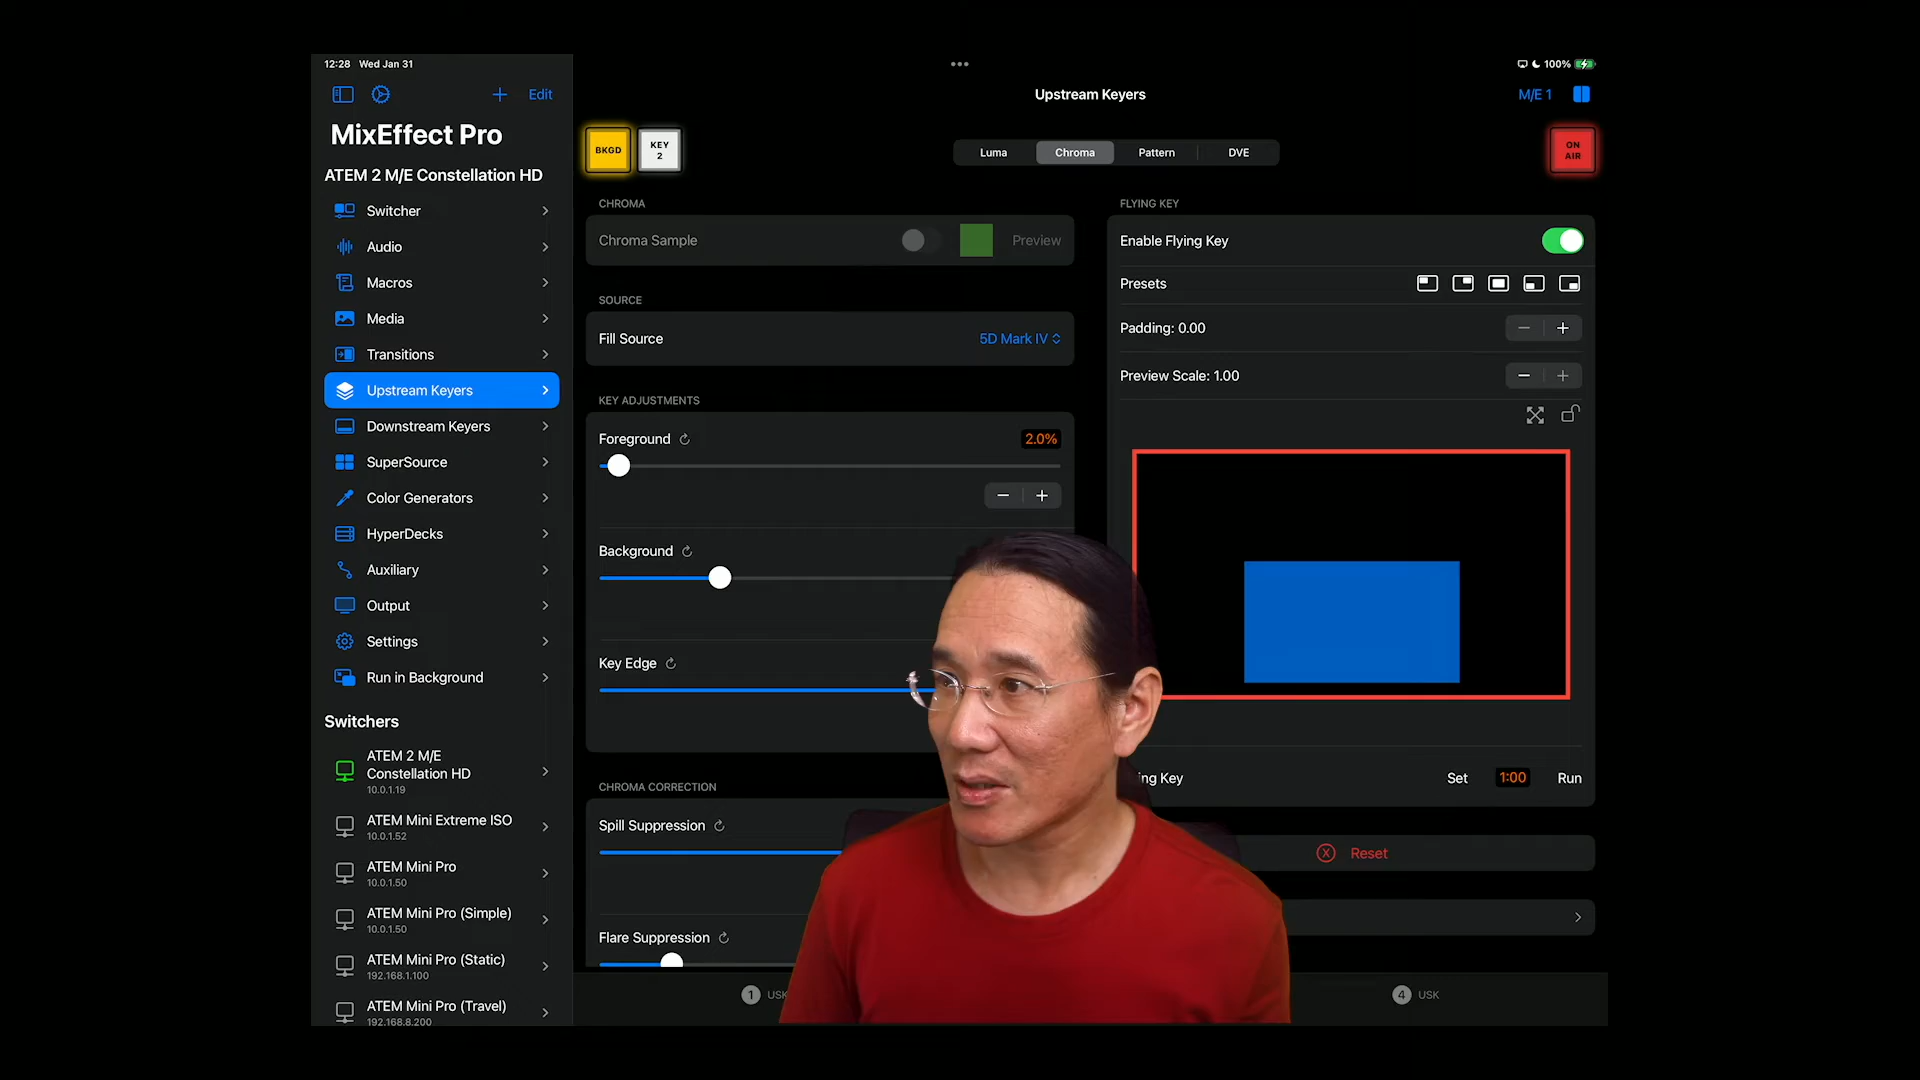 12:28 Wed Jan 31
100%
Edit
Upstream Keyers
M/E 1
MixEffect Pro
BKGD
KEY
2
Luma
Chroma
Pattern
DVE
ON
AIR
ATEM 2 M/E Constellation HD
Switcher
Audio
Macros
Media
Transitions
Upstream Keyers
Downstream Keyers
SuperSource
Color Generators
HyperDecks
Auxiliary
Output
Settings
Run in Background
Switchers
ATEM 2 M/E
Constellation HD
10.0.1.19
ATEM Mini Extreme ISO
10.0.1.52
ATEM Mini Pro
10.0.1.50
ATEM Mini Pro (Simple)
10.0.1.50
ATEM Mini Pro (Static)
192.168.1.100
ATEM Mini Pro (Travel)
192.168.8.200
CHROMA
Chroma Sample
Preview
SOURCE
Fill Source
5D Mark IV
KEY ADJUSTMENTS
Foreground
2.0%
Background
Key Edge
CHROMA CORRECTION
Spill Suppression
Flare Suppression
FLYING KEY
Enable Flying Key
Presets
Padding: 0.00
Preview Scale: 1.00
Key
Set
1:00
Run
Reset
1 USK
4 USK